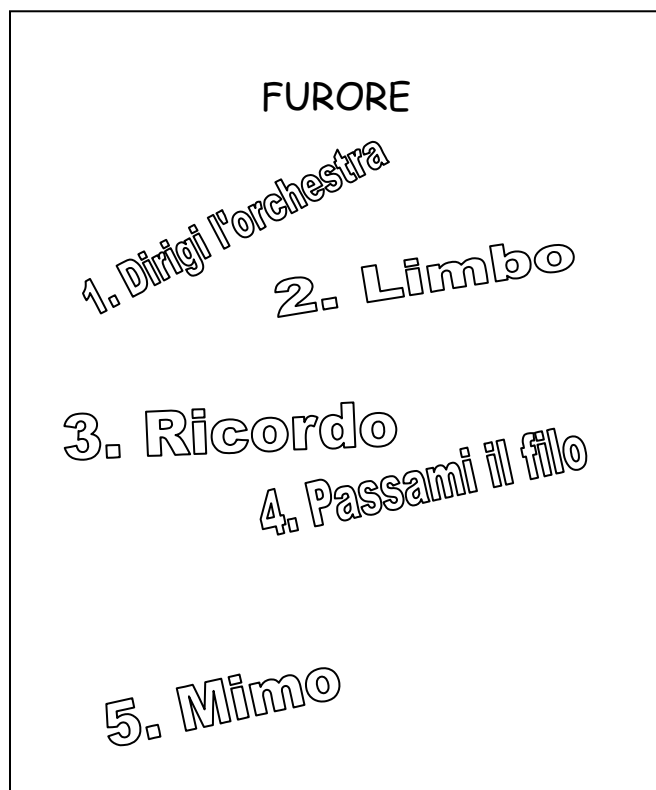 FURORE
1. Dirigi l'orchestra
2. Limbo
3. Ricordo
4. Passami il filo
5. Mimo